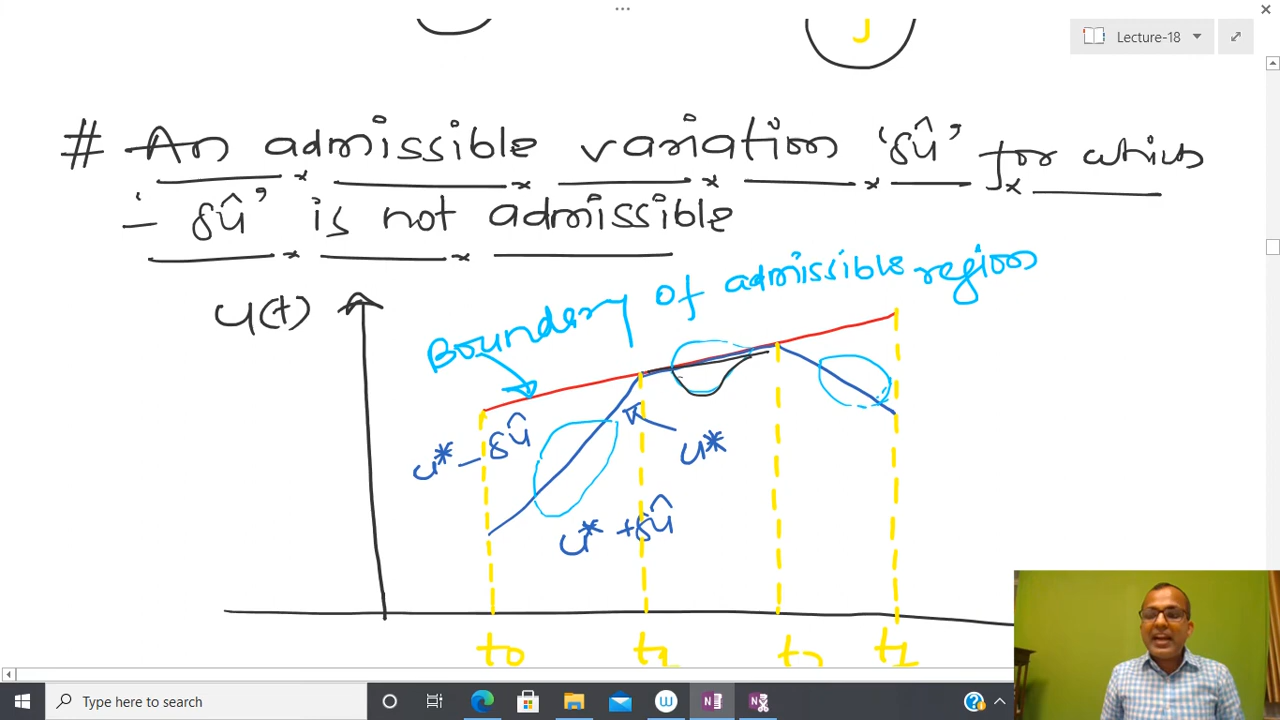 J
Lecture-18
# An admissible variation 'δû' for which
'- δû' is not admissible
Boundary of admissible region
u(t)
u* - δû
u*
u* + δû
t0 t1 t2 tf
Type here to search